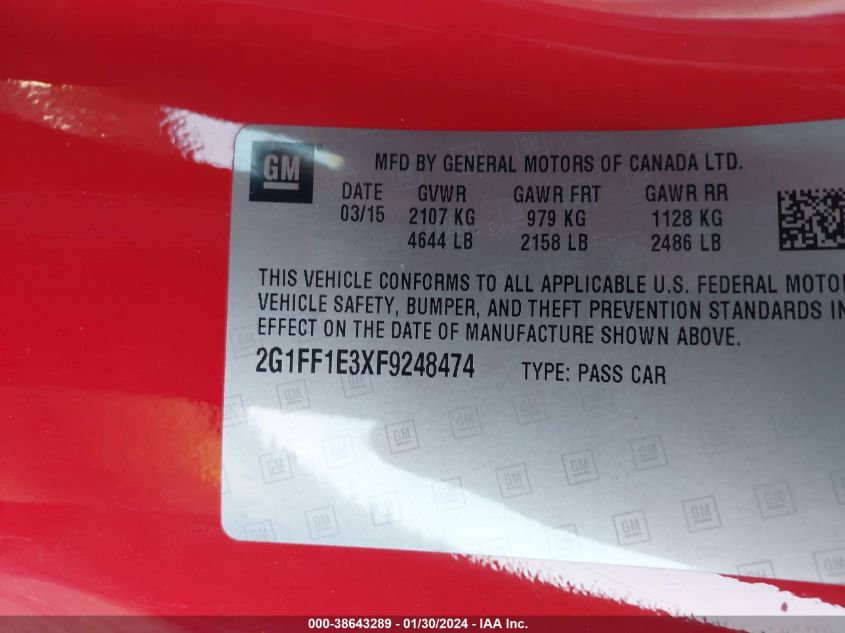 GM MFD BY GENERAL MOTORS OF CANADA LTD.
DATE GVWR GAWR FRT GAWR RR
03/15 2107 KG 979 KG 1128 KG
4644 LB 2158 LB 2486 LB
THIS VEHICLE CONFORMS TO ALL APPLICABLE U.S. FEDERAL MOTOR
VEHICLE SAFETY, BUMPER, AND THEFT PREVENTION STANDARDS IN
EFFECT ON THE DATE OF MANUFACTURE SHOWN ABOVE.
2G1FF1E3XF9248474 TYPE: PASS CAR
000-38643289 - 01/30/2024 - IAA Inc.